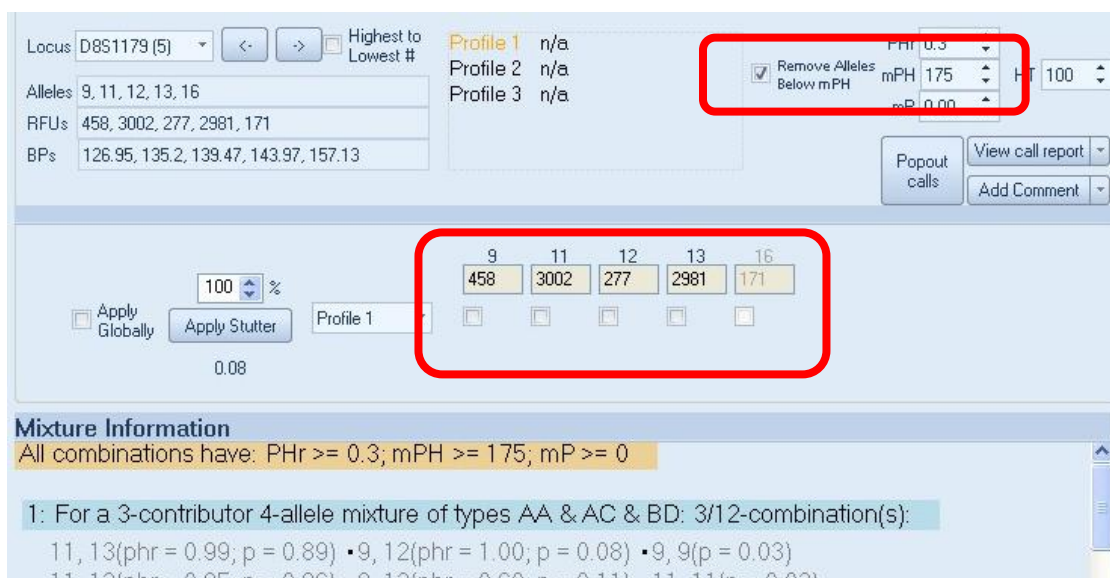 Locus D8S1179 (5) <- -> Highest to
Lowest #
Alleles 9, 11, 12, 13, 16
RFUs 458, 3002, 277, 2981, 171
BPs 126.95, 135.2, 139.47, 143.97, 157.13
Profile 1 n/a
Profile 2 n/a
Profile 3 n/a
Remove Alleles
Below mPH
PHr 0.3
mPH 175
HT 100
mP 0.00
Popout
calls
View call report
Add Comment
100 %
Apply
Globally
Apply Stutter
Profile 1
0.08
9 11 12 13 16
458 3002 277 2981 171
Mixture Information
All combinations have: PHr >= 0.3; mPH >= 175; mP >= 0
1: For a 3-contributor 4-allele mixture of types AA & AC & BD: 3/12-combination(s):
11, 13(phr = 0.99; p = 0.89) ▪9, 12(phr = 1.00; p = 0.08) ▪9, 9(p = 0.03)